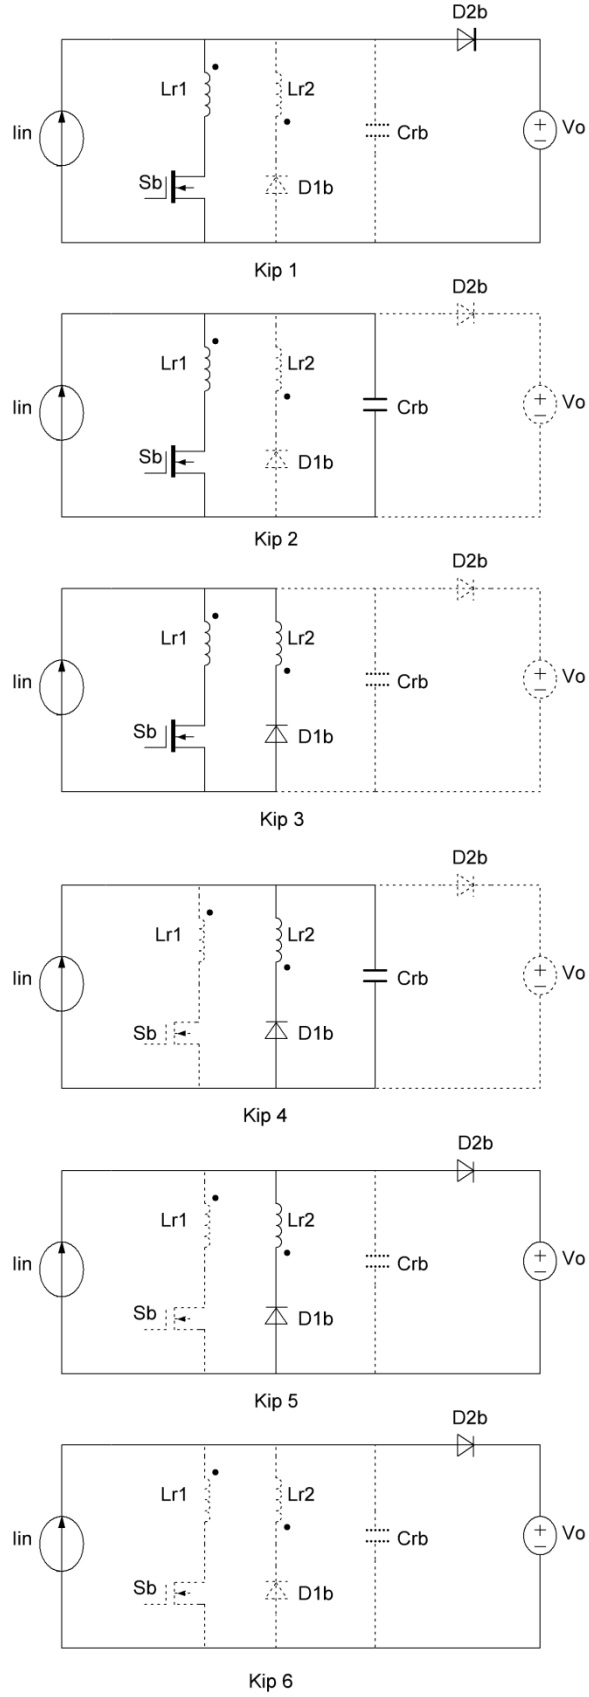 D2b
Lr1 Lr2
Iin Crb Vo
Sb D1b
Kip 1
D2b
Lr1 Lr2
Iin Crb Vo
Sb D1b
Kip 2
D2b
Lr1 Lr2
Iin Crb Vo
Sb D1b
Kip 3
D2b
Lr1 Lr2
Iin Crb Vo
Sb D1b
Kip 4
D2b
Lr1 Lr2
Iin Crb Vo
Sb D1b
Kip 5
D2b
Lr1 Lr2
Iin Crb Vo
Sb D1b
Kip 6